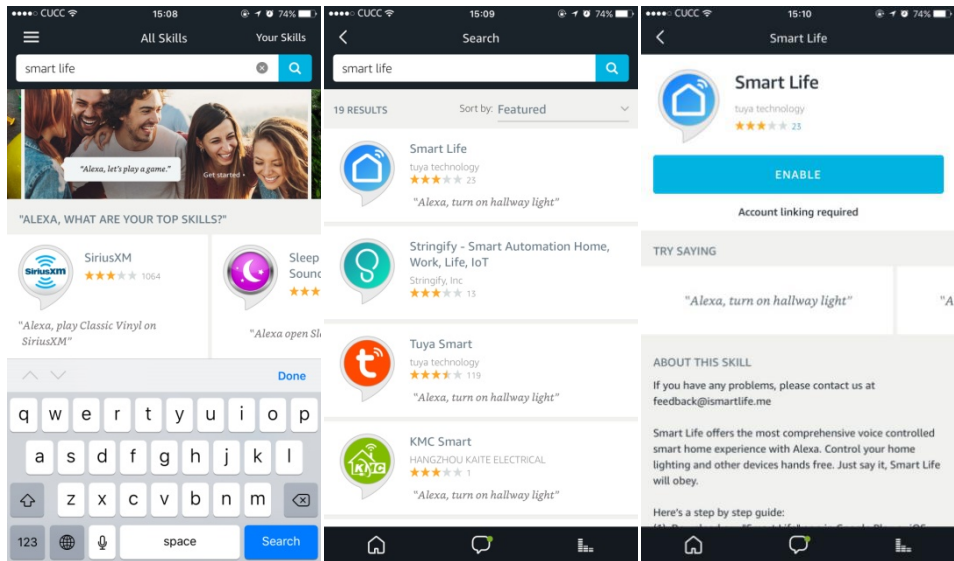 CUCC 15:08 74%
All Skills Your Skills
smart life
"Alexa, let's play a game."
Get started ›
"ALEXA, WHAT ARE YOUR TOP SKILLS?"
SiriusXM
SiriusXM
1064
"Alexa, play Classic Vinyl on
SiriusXM"
Sleep
Soun
"Alexa open Sl
Done
q w e r t y u i o p
a s d f g h j k l
z x c v b n m
123 space Search
CUCC 15:09 74%
Search
smart life
19 RESULTS Sort by: Featured
Smart Life
tuya technology
23
"Alexa, turn on hallway light"
Stringify - Smart Automation Home,
Work, Life, IoT
Stringify, Inc
13
Tuya Smart
tuya technology
119
"Alexa, turn on hallway light"
KMC
KMC Smart
HANGZHOU KAITE ELECTRICAL
1
"Alexa, turn on hallway light"
CUCC 15:10 74%
Smart Life
Smart Life
tuya technology
23
ENABLE
Account linking required
TRY SAYING
"Alexa, turn on hallway light"
"A
ABOUT THIS SKILL
If you have any problems, please contact us at
feedback@ismartlife.me
Smart Life offers the most comprehensive voice controlled
smart home experience with Alexa. Control your home
lighting and other devices hands free. Just say it, Smart Life
will obey.
Here's a step by step guide: